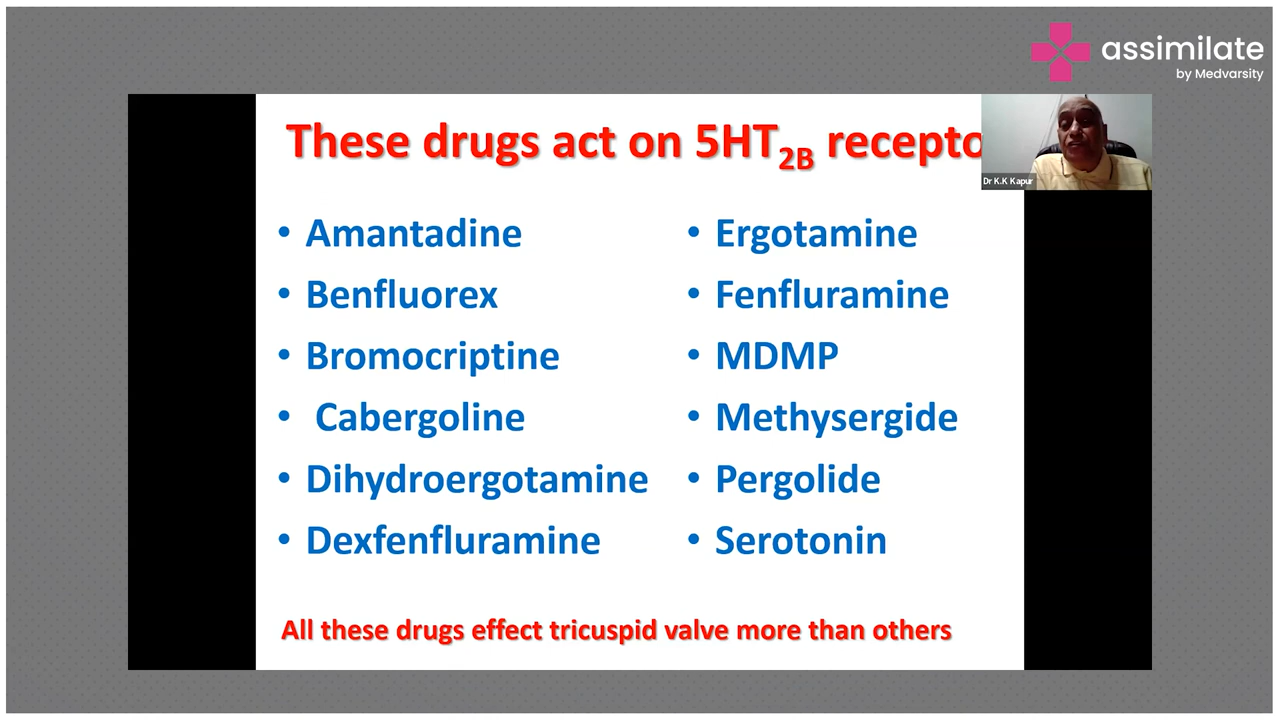 assimilate
by Medvarsity
These drugs act on 5HT2B recepto
Dr K.K Kapur
• Amantadine
• Benfluorex
• Bromocriptine
• Cabergoline
• Dihydroergotamine
• Dexfenfluramine
• Ergotamine
• Fenfluramine
• MDMP
• Methysergide
• Pergolide
• Serotonin
All these drugs effect tricuspid valve more than others